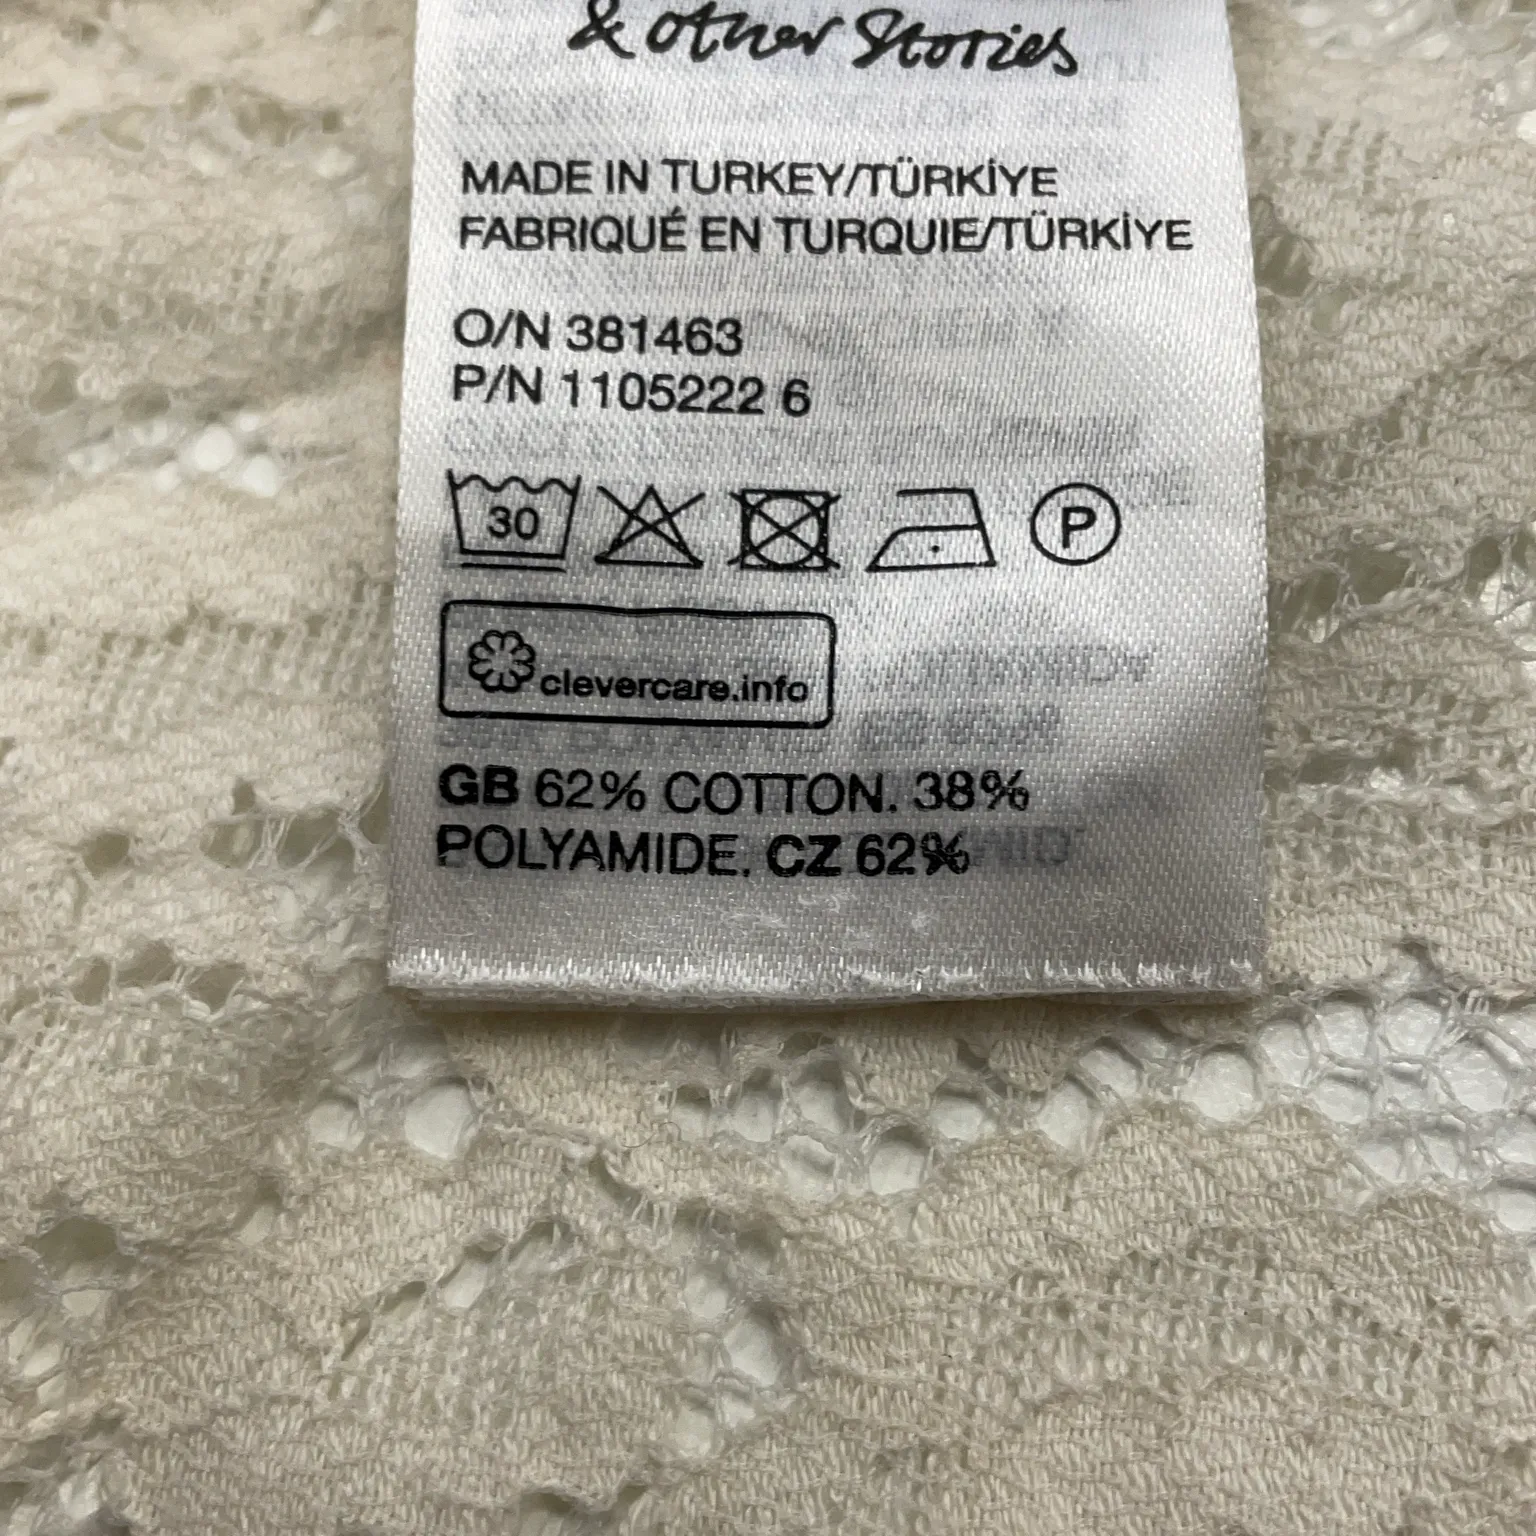 & other Stories
MADE IN TURKEY/TÜRKİYE
FABRIQUÉ EN TURQUIE/TÜRKİYE
O/N 381463
P/N 1105222 6
30
P
clevercare.info
GB 62% COTTON. 38%
POLYAMIDE. CZ 62%